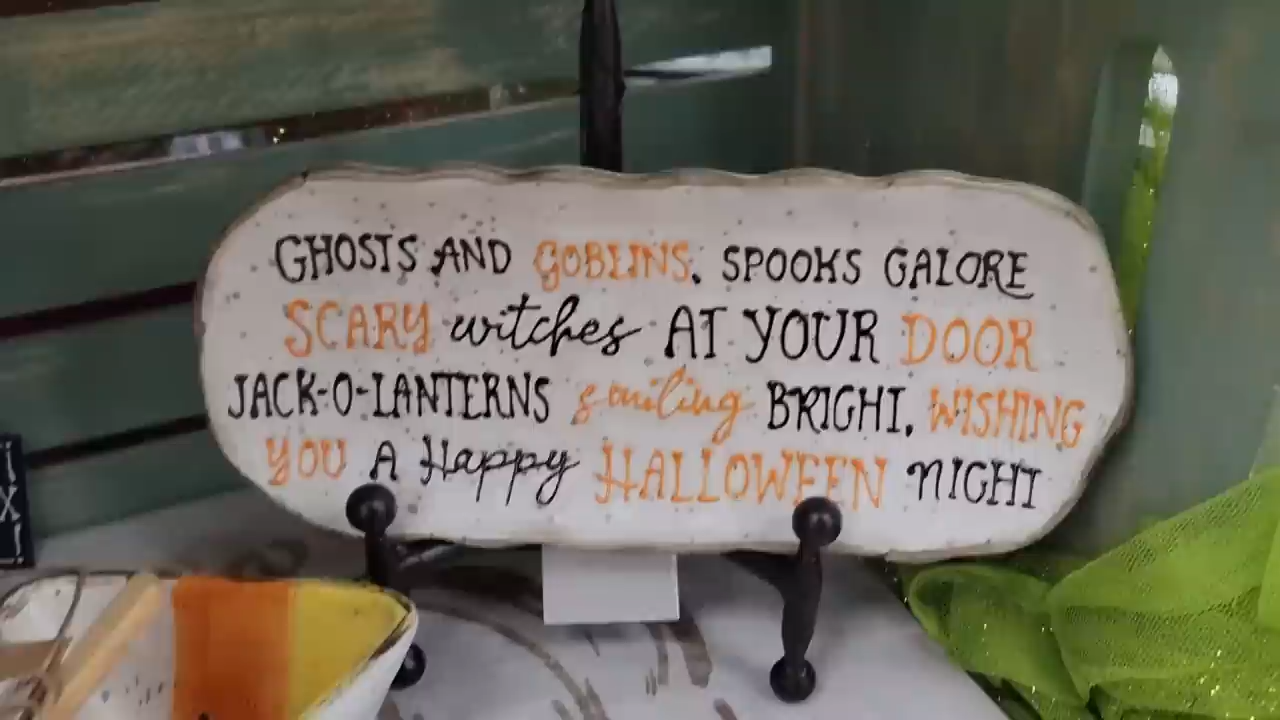 GHOSTS AND GOBLINS. SPOOKS GALORE
SCARY witches AT YOUR DOOR
JACK-O-LANTERNS smiling BRIGHT. WISHING
YOU A Happy HALLOWEEN NIGHT